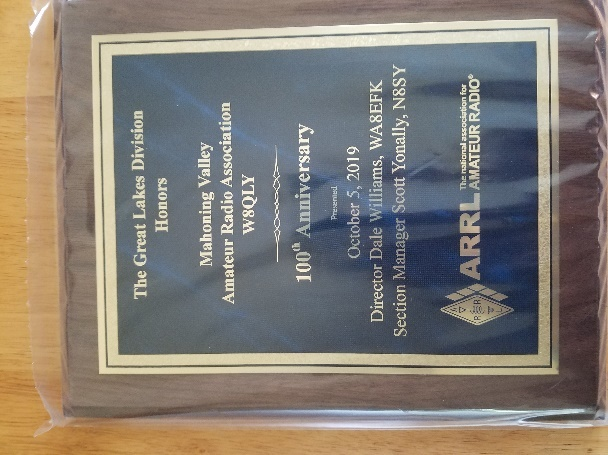 The Great Lakes Division
Honors
Mahoning Valley
Amateur Radio Association
W8QLY
100th Anniversary
Presented
October 5, 2019
Director Dale Williams, WA8EFK
Section Manager Scott Yonally, N8SY
ARRL The national association for
AMATEUR RADIO®